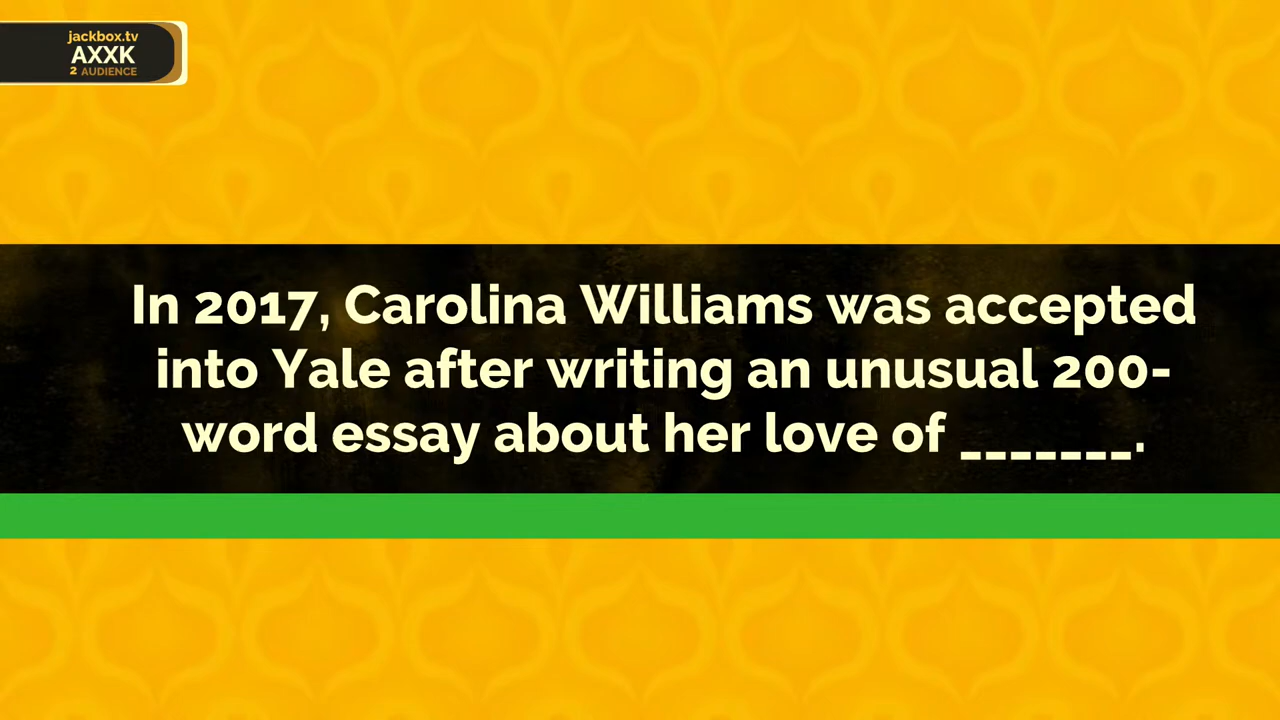 jackbox.tv
AXXK
2 AUDIENCE
In 2017, Carolina Williams was accepted
into Yale after writing an unusual 200-
word essay about her love of _______.